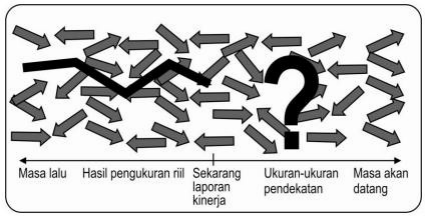 ?
Masa lalu
Hasil pengukuran riil
Sekarang
laporan
kinerja
Ukuran-ukuran
pendekatan
Masa akan
datang